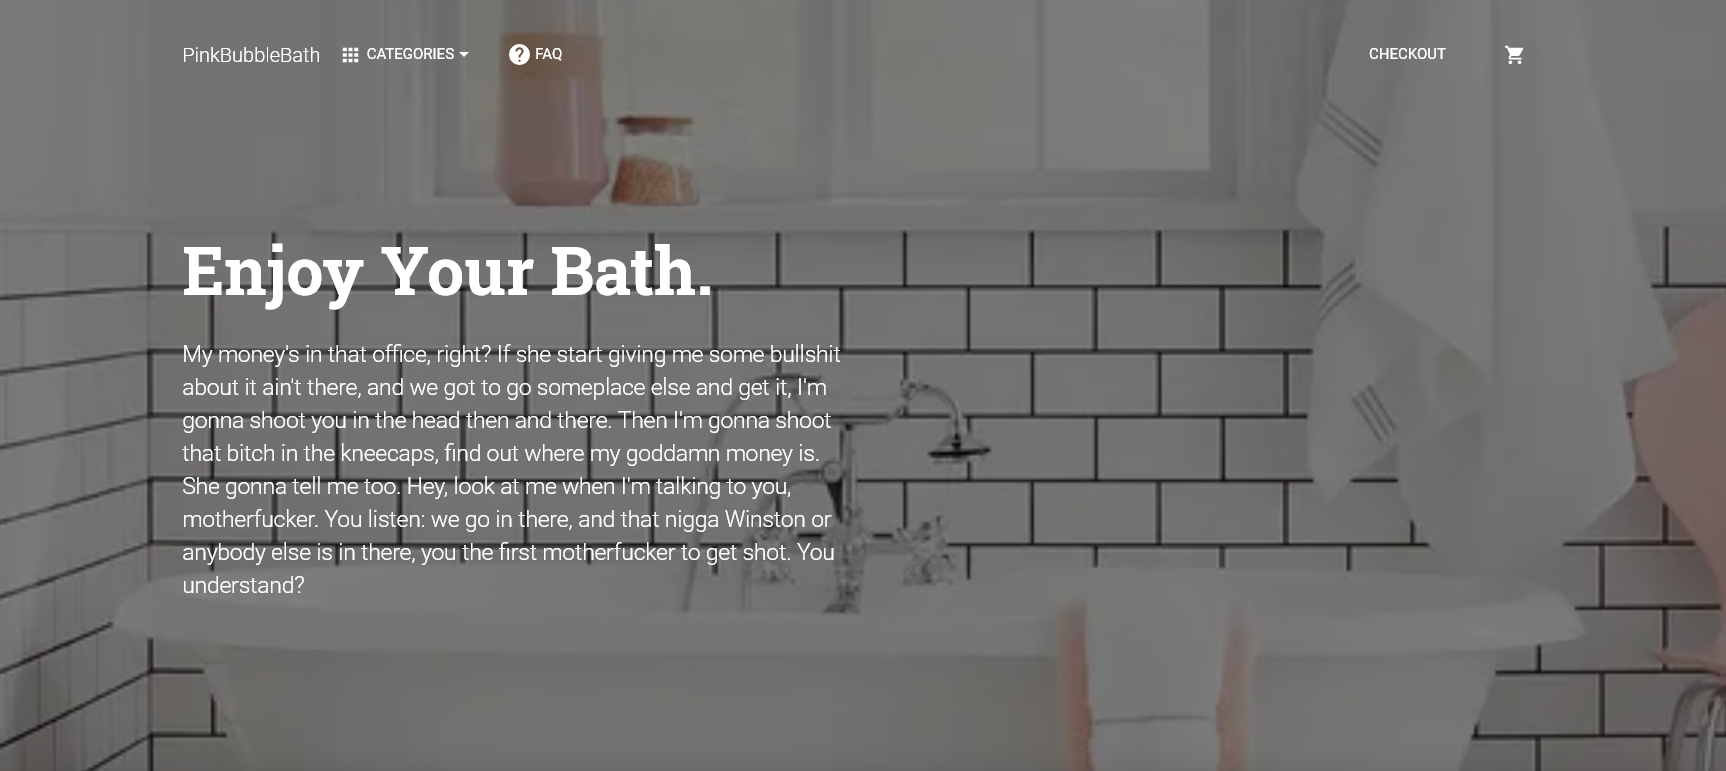 PinkBubbleBath CATEGORIES FAQ CHECKOUT
Enjoy Your Bath.
My money's in that office, right? If she start giving me some bullshit
about it ain't there, and we got to go someplace else and get it, I'm
gonna shoot you in the head then and there. Then I'm gonna shoot
that bitch in the kneecaps, find out where my goddamn money is.
She gonna tell me too. Hey, look at me when I'm talking to you,
motherfucker. You listen: we go in there, and that nigga Winston or
anybody else is in there, you the first motherfucker to get shot. You
understand?